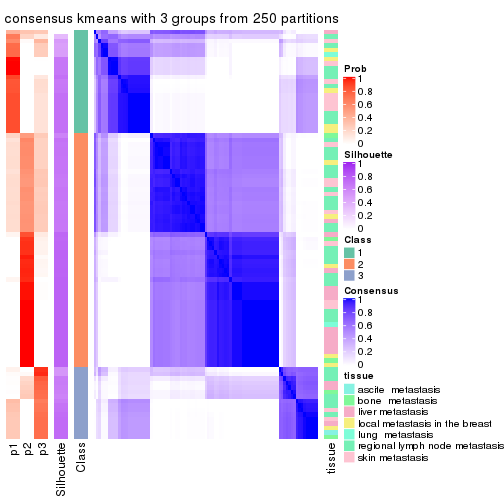 consensus kmeans with 3 groups from 250 partitions
Prob
1
0.8
0.6
0.4
0.2
0
Silhouette
1
0.8
0.6
0.4
0.2
0
Class
1
2
3
Consensus
1
0.8
0.6
0.4
0.2
0
tissue
ascite metastasis
bone metastasis
liver metastasis
local metastasis in the breast
lung metastasis
regional lymph node metastasis
skin metastasis
p1
p2
p3
Silhouette
Class
tissue